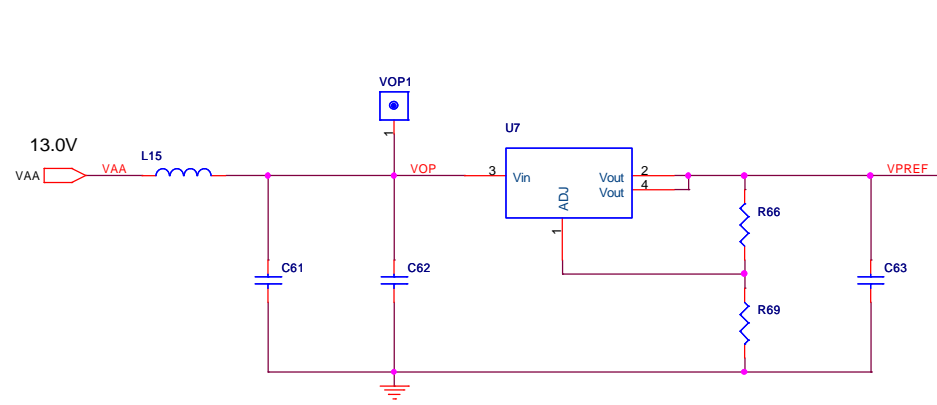 VOP1
13.0V
VAA
VAA
L15
1
VOP
U7
3
Vin
ADJ
1
Vout
Vout
2
4
VPREF
R66
C61
C62
C63
R69